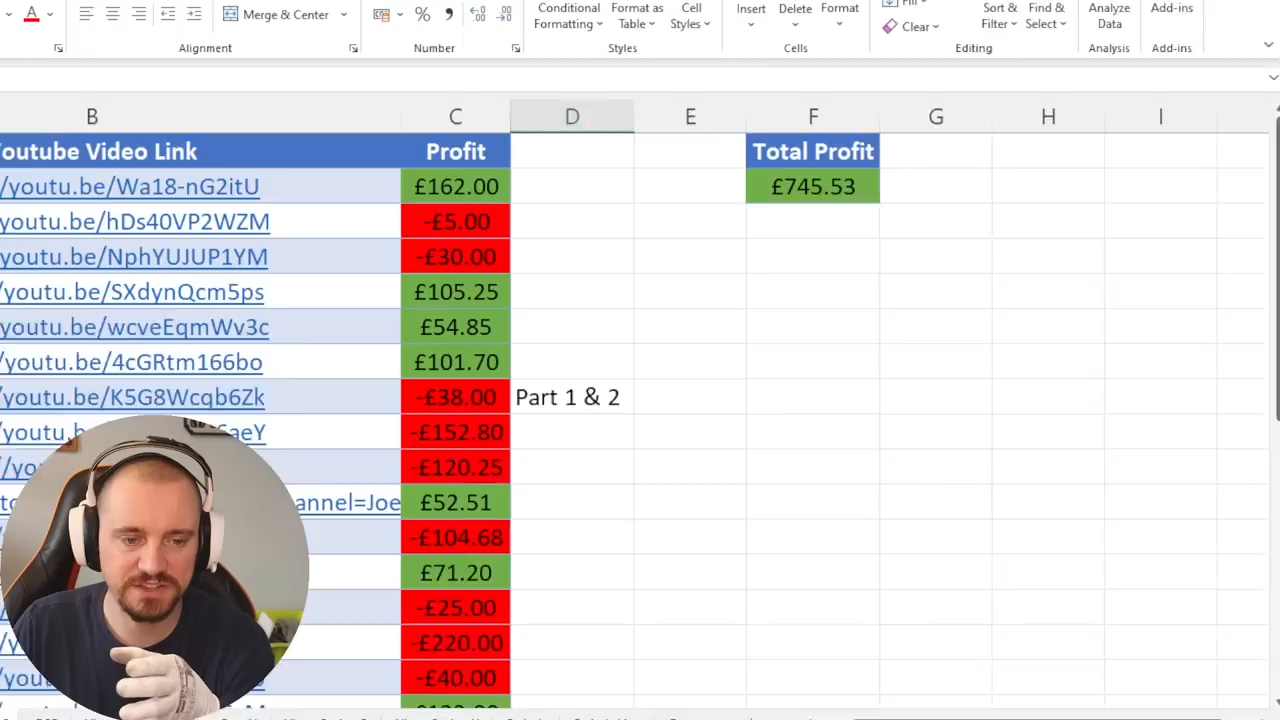 Merge & Center
Conditional Formatting
Format as Table
Cell Styles
Insert
Delete
Format
Clear
Sort & Filter
Find & Select
Analyze Data
Add-ins
Alignment
Number
Styles
Cells
Editing
Analysis
Add-ins
B C D E F G H I
outube Video Link Profit Total Profit
/youtu.be/Wa18-nG2itU £162.00 £745.53
youtu.be/hDs40VP2WZM -£5.00
youtu.be/NphYUJUP1YM -£30.00
/youtu.be/SXdynQcm5ps £105.25
/youtu.be/wcveEqmWv3c £54.85
/youtu.be/4cGRtm166bo £101.70
/youtu.be/K5G8Wcqb6Zk -£38.00 Part 1 & 2
/youtu. -£152.80
//yo -£120.25
annel=Joe £52.51
-£104.68
£71.20
-£25.00
-£220.00
-£40.00